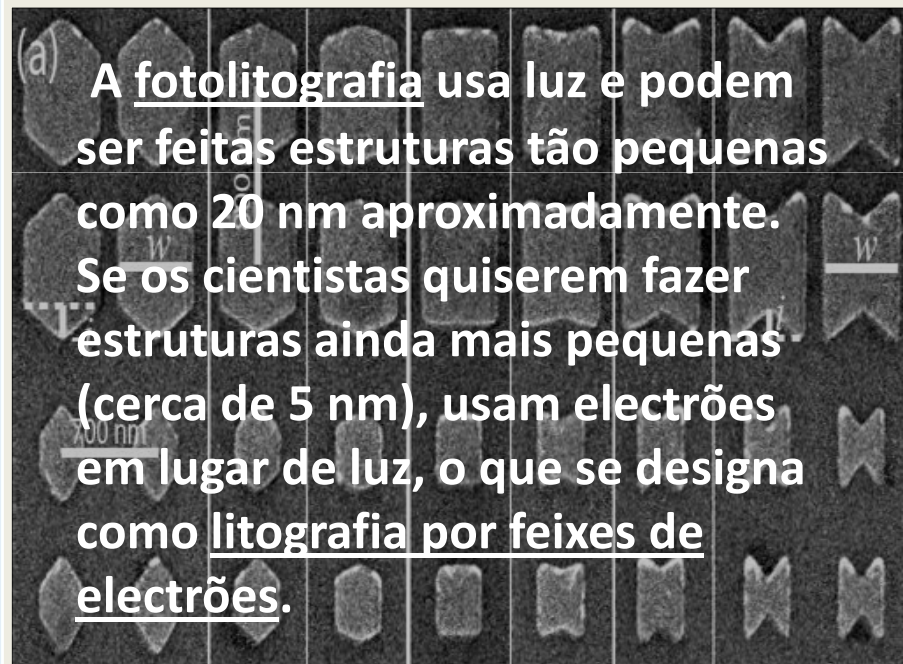 (a)
A fotolitografia usa luz e podem
ser feitas estruturas tão pequenas
como 20 nm aproximadamente.
w
w
Se os cientistas quiserem fazer
estruturas ainda mais pequenas
(cerca de 5 nm), usam electrões
700 nm
em lugar de luz, o que se designa
como litografia por feixes de
electrões.